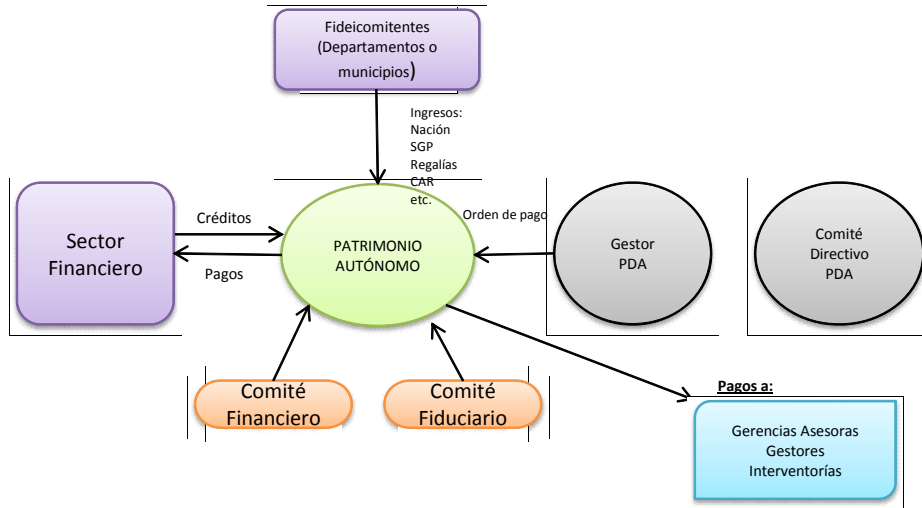 Fideicomitentes
(Departamentos o
municipios)
Ingresos:
Nación
SGP
Regalías
CAR
etc.
Sector
Financiero
Créditos
Pagos
PATRIMONIO
AUTÓNOMO
Orden de pago
Gestor
PDA
Comité
Directivo
PDA
Comité
Financiero
Comité
Fiduciario
Pagos a:
Gerencias Asesoras
Gestores
Interventorías